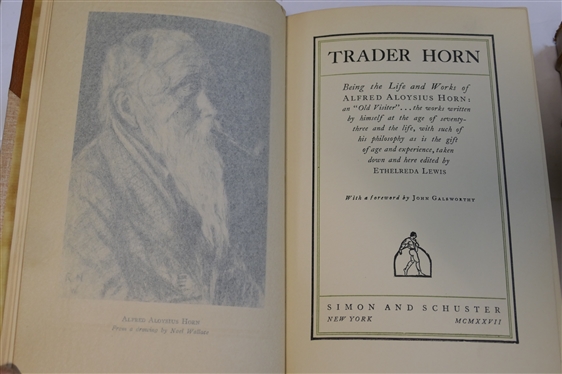 ALFRED ALOYSIUS HORN
From a drawing by Noel
TRADER HORN
Being the Life and Works of
ALFRED ALOYSIUS HORN:
an "Old Visiter"... the works written
by himself at the age of seventy-
three and the life, with such of
his philosophy as is the gift
of age and experience, taken
down and here edited by
ETHELREDA LEWIS
With a foreword by JOHN GALSWORTHY
SIMON AND SCHUSTER
NEW YORK MCMXXVII